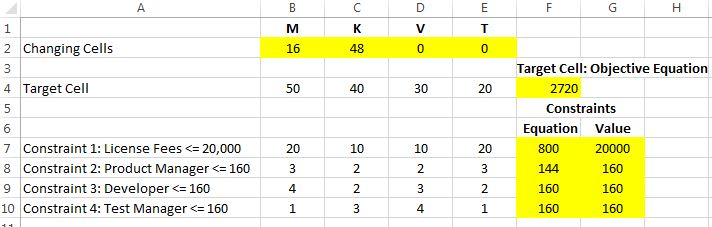 A B C D E F G H
1 M K V T
2 Changing Cells 16 48 0 0
3 Target Cell: Objective Equation
4 Target Cell 50 40 30 20 2720
5 Constraints
6 Equation Value
7 Constraint 1: License Fees <= 20,000 20 10 10 20 800 20000
8 Constraint 2: Product Manager <= 160 3 2 2 3 144 160
9 Constraint 3: Developer <= 160 4 2 3 2 160 160
10 Constraint 4: Test Manager <= 160 1 3 4 1 160 160